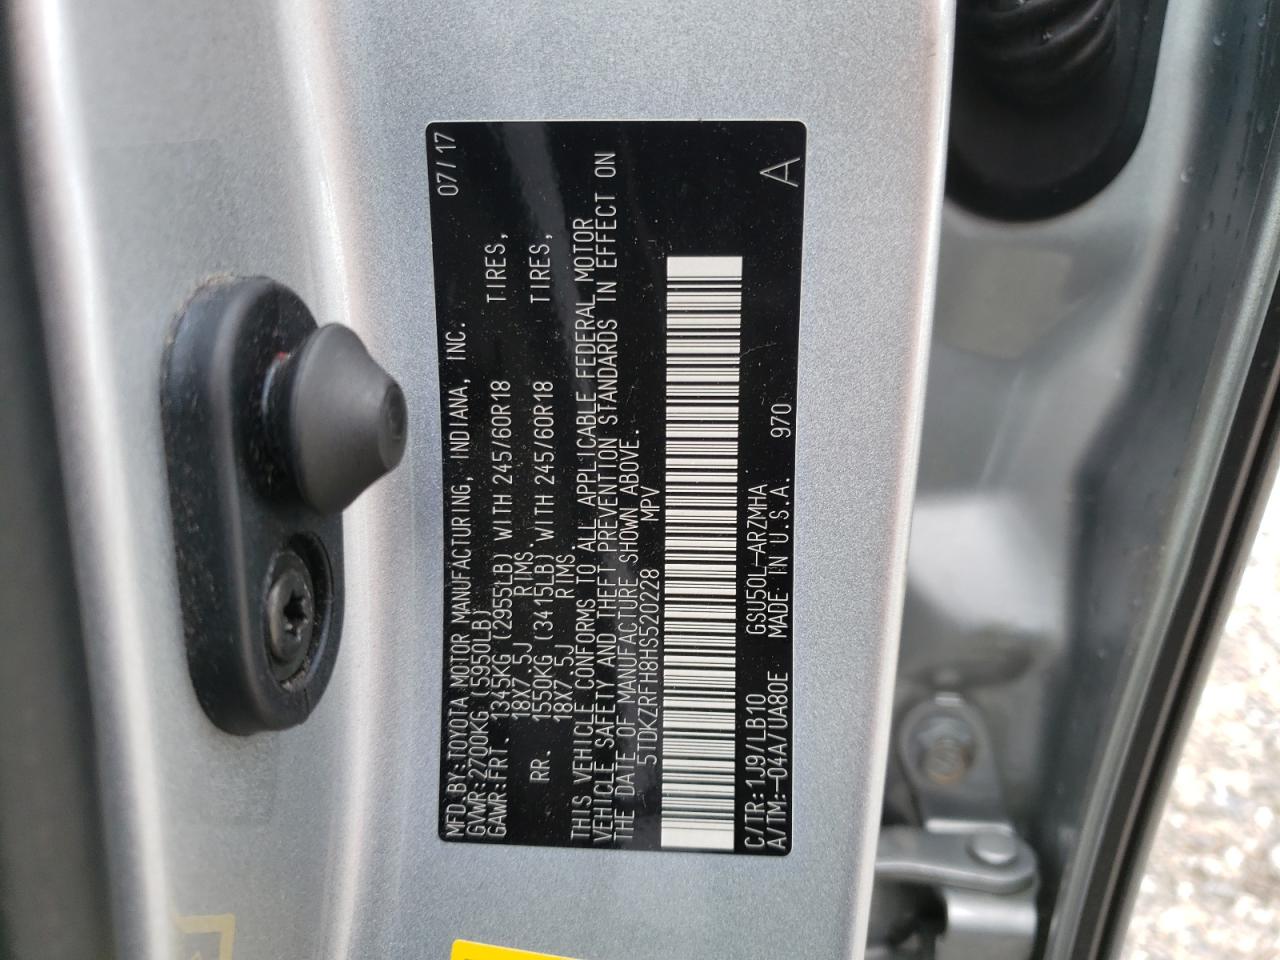 MFD.BY:TOYOTA MOTOR MANUFACTURING, INDIANA, INC. 07/17
GVWR:2700KG(5950LB)
GAWR:FRT. 1345KG(2955LB) WITH 245/60R18 TIRES,
18X7.5J RIMS.
RR. 1550KG(3415LB) WITH 245/60R18 TIRES,
18X7.5J RIMS.
THIS VEHICLE CONFORMS TO ALL APPLICABLE FEDERAL MOTOR
VEHICLE SAFETY AND THEFT PREVENTION STANDARDS IN EFFECT ON
THE DATE OF MANUFACTURE SHOWN ABOVE.
5TDKZRFH8HS520228 MPV
C/TR:1J9/LB10 GSU50L-ARZMHA
A/TM:-04A/UA80E MADE IN U.S.A. 970 A